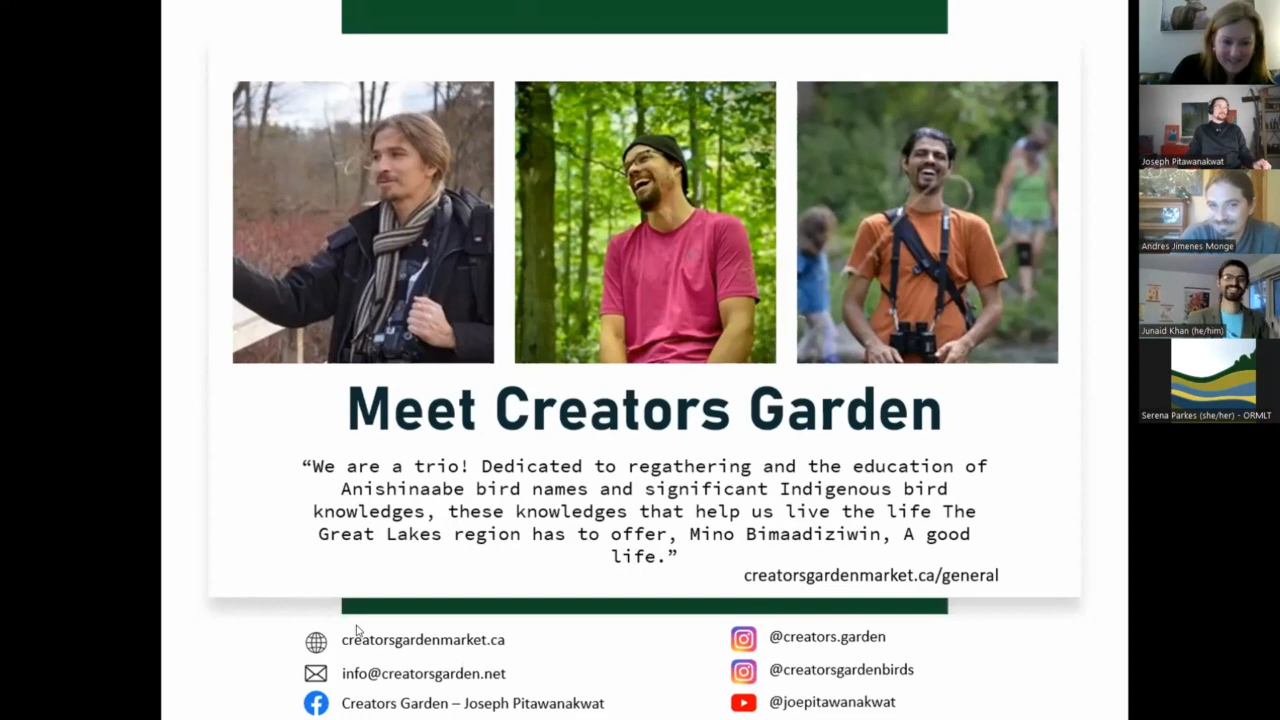 Meet Creators Garden
“We are a trio! Dedicated to regathering and the education of
Anishinaabe bird names and significant Indigenous bird
knowledges, these knowledges that help us live the life The
Great Lakes region has to offer, Mino Bimaadiziwin, A good
life.”
creatorsgardenmarket.ca/general
creatorsgardenmarket.ca
info@creatorsgarden.net
Creators Garden – Joseph Pitawanakwat
@creators.garden
@creatorsgardenbirds
@joepitawanakwat
Joseph Pitawanakwat
Andres Jimenes Monge
Junaid Khan (he/him)
Serena Parkes (she/her) - ORMLT